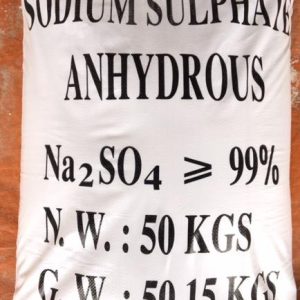 SODIUM SULPHATE
ANHYDROUS
Na₂SO₄ ⩾ 99%
N. W. : 50 KGS
G. W. : 50.15 KGS